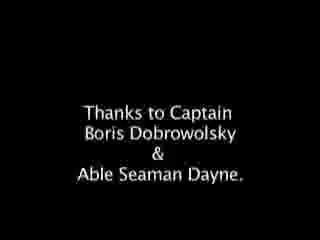 Thanks to Captain
Boris Dobrowolsky
&
Able Seaman Dayne.